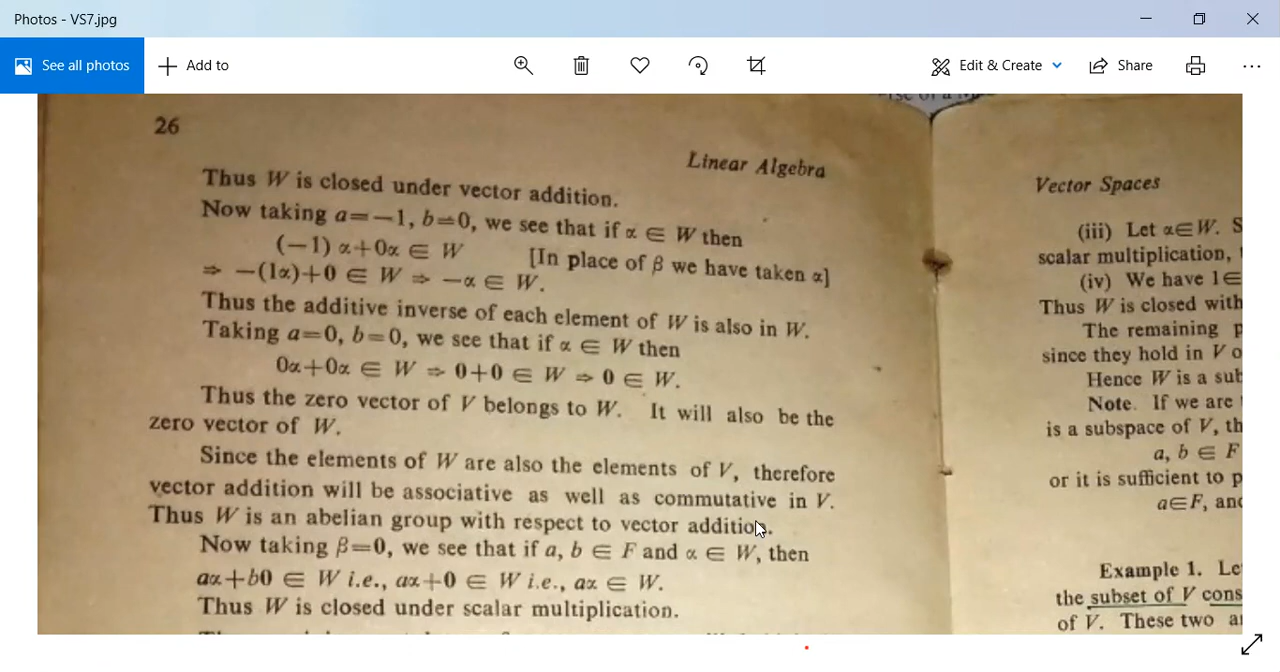 Photos - VS7.jpg
See all photos
Add to
Edit & Create
Share
26
Linear Algebra
Thus W is closed under vector addition.
Now taking a=−1, b=0, we see that if α ∈ W then
(−1) α+0α ∈ W [In place of β we have taken α]
⇒ −(1α)+0 ∈ W ⇒ −α ∈ W.
Thus the additive inverse of each element of W is also in W.
Taking a=0, b=0, we see that if α ∈ W then
0α+0α ∈ W ⇒ 0+0 ∈ W ⇒ 0 ∈ W.
Thus the zero vector of V belongs to W. It will also be the
zero vector of W.
Since the elements of W are also the elements of V, therefore
vector addition will be associative as well as commutative in V.
Thus W is an abelian group with respect to vector addition.
Now taking β=0, we see that if a, b ∈ F and α ∈ W, then
aα+b0 ∈ W i.e., aα+0 ∈ W i.e., aα ∈ W.
Thus W is closed under scalar multiplication.
Vector Spaces
(iii) Let α∈W. S
scalar multiplication,
(iv) We have 1∈
Thus W is closed with
The remaining p
since they hold in V o
Hence W is a sub
Note. If we are
is a subspace of V, th
a, b ∈ F
or it is sufficient to p
a∈F, and
Example 1. Le
the subset of V cons
of V. These two a